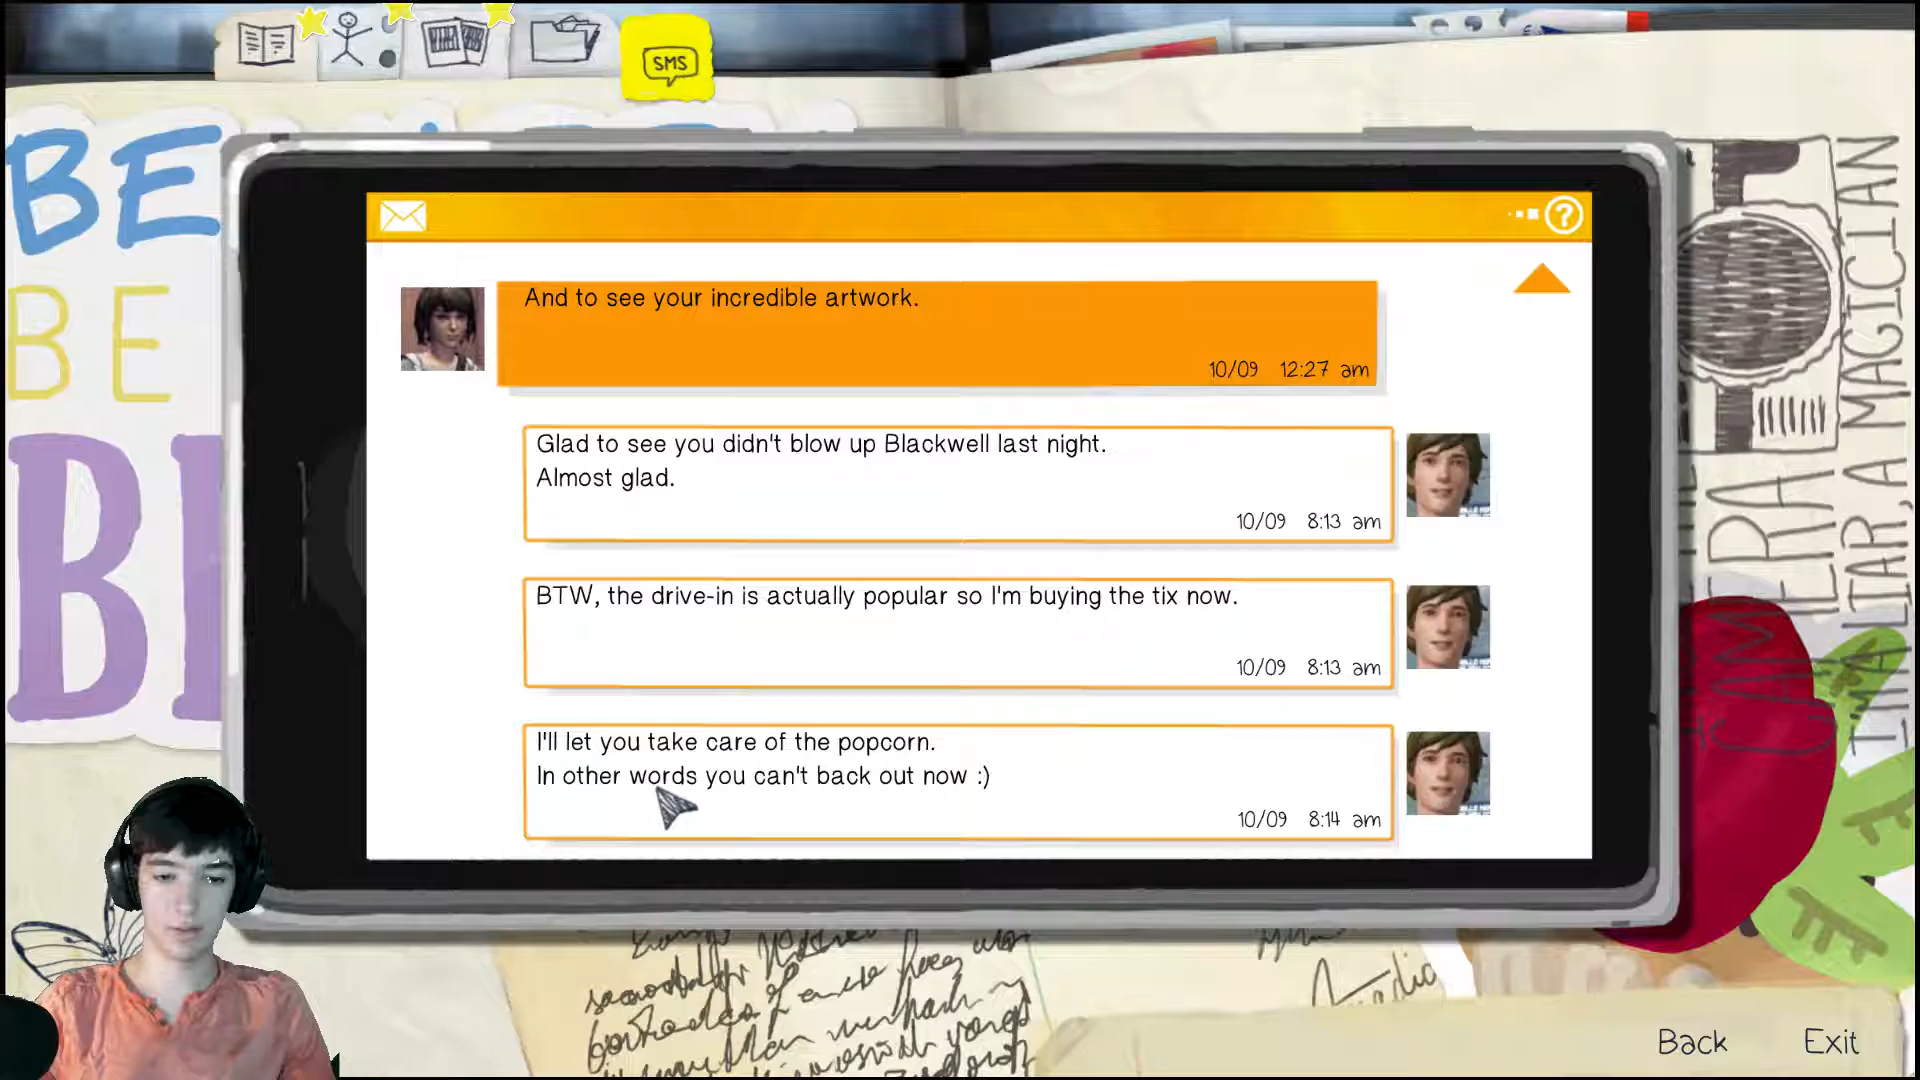 SMS
BE
BE
And to see your incredible artwork.
10/09 12:27 am
Glad to see you didn't blow up Blackwell last night.
Almost glad.
10/09 8:13 am
BTW, the drive-in is actually popular so I'm buying the tix now.
10/09 8:13 am
I'll let you take care of the popcorn.
In other words you can't back out now :)
10/09 8:14 am
CAMERA
A MAGICIAN
Back
Exit